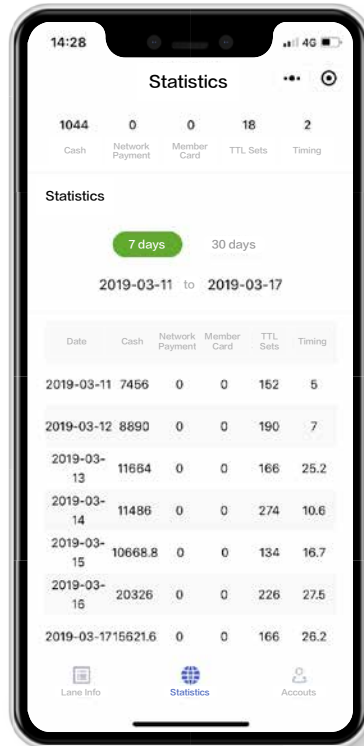 14:28 4G
Statistics
1044 0 0 18 2
Cash Network Payment Member Card TTL Sets Timing
Statistics
7 days 30 days
2019-03-11 to 2019-03-17
Date Cash Network Payment Member Card TTL Sets Timing
2019-03-11 7456 0 0 152 5
2019-03-12 8890 0 0 190 7
2019-03-13 11664 0 0 166 25.2
2019-03-14 11486 0 0 274 10.6
2019-03-15 10668.8 0 0 134 16.7
2019-03-16 20326 0 0 226 27.5
2019-03-17 15621.6 0 0 166 26.2
Lane Info Statistics Accouts